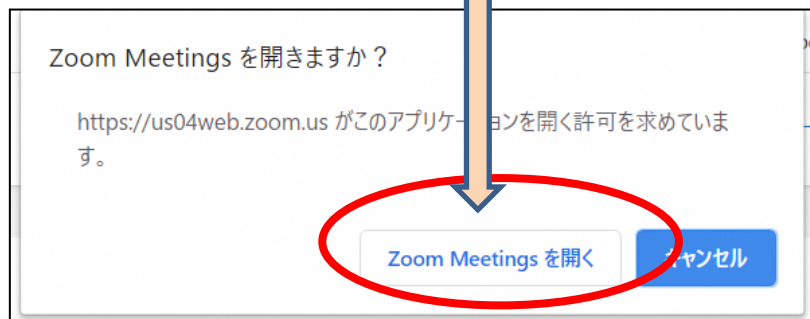 Zoom Meetings を開きますか？
https://us04web.zoom.us がこのアプリケーションを開く許可を求めていま
す。
Zoom Meetings を開く
キャンセル